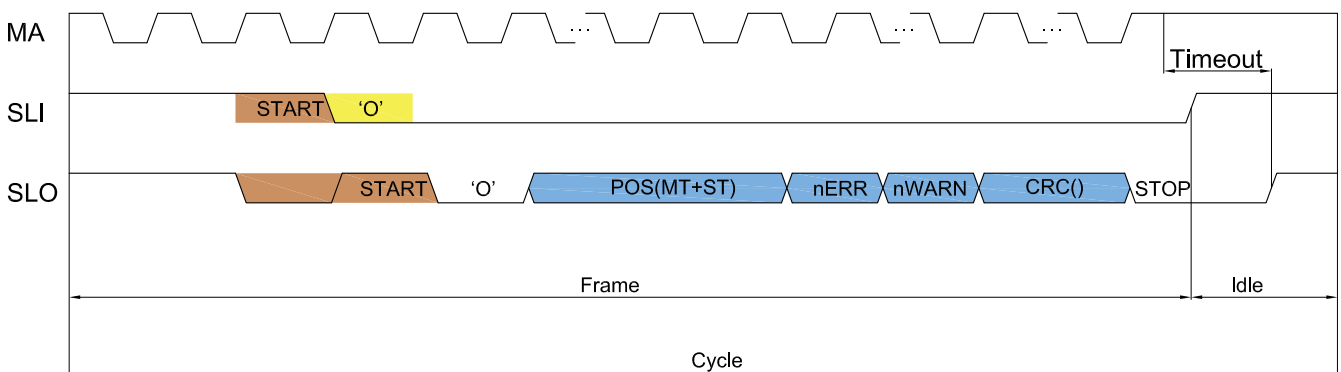 MA ... ... ...
Timeout
SLI START 'O'
SLO START 'O' POS(MT+ST) nERR nWARN CRC() STOP
Frame Idle
Cycle